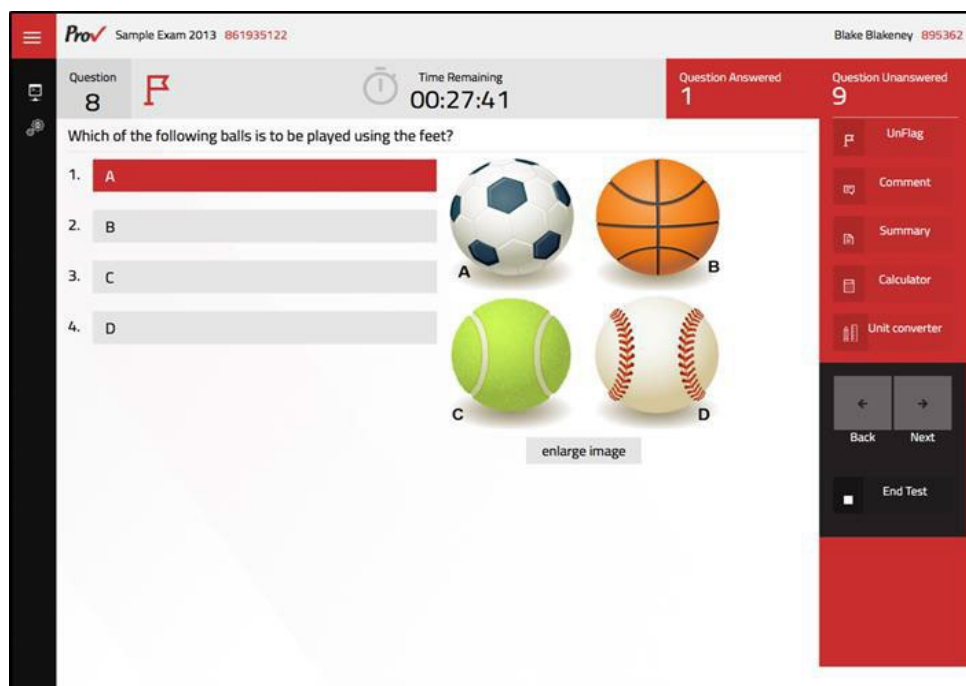 Prov Sample Exam 2013 861935122
Blake Blakeney 895362
Question
8
Time Remaining
00:27:41
Question Answered
1
Question Unanswered
9
Which of the following balls is to be played using the feet?
1. A
2. B
3. C
4. D
A
B
C
D
enlarge image
UnFlag
Comment
Summary
Calculator
Unit converter
Back
Next
End Test